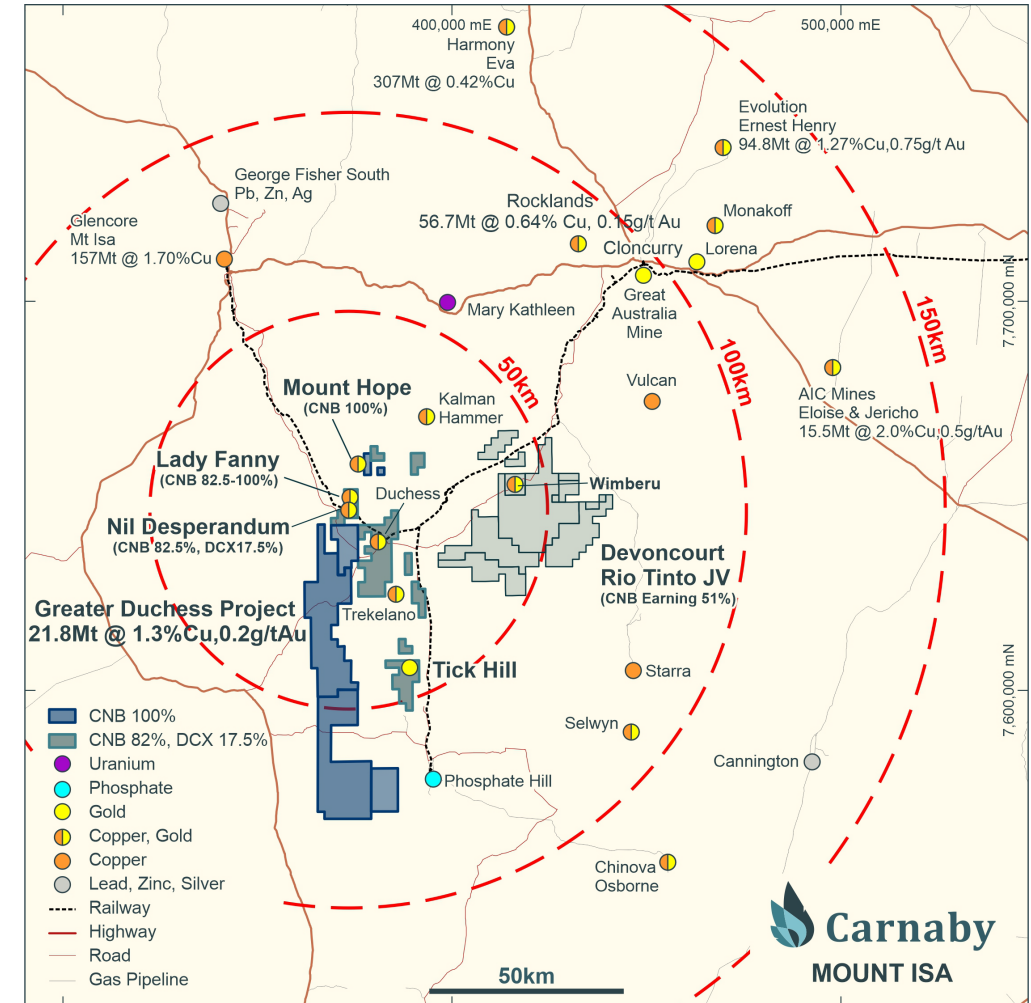 400,000 mE
500,000 mE
Harmony
Eva
307Mt @ 0.42%Cu
Evolution
Ernest Henry
94.8Mt @ 1.27%Cu,0.75g/t Au
George Fisher South
Pb, Zn, Ag
Rocklands
56.7Mt @ 0.64% Cu, 0.15g/t Au
Monakoff
Glencore
Mt Isa
157Mt @ 1.70%Cu
Cloncurry
Lorena
Great
Australia
Mine
Mary Kathleen
7,700,000 mN
150km
100km
50km
Vulcan
AIC Mines
Eloise & Jericho
15.5Mt @ 2.0%Cu,0.5g/tAu
Mount Hope
(CNB 100%)
Kalman
Hammer
Lady Fanny
(CNB 82.5-100%)
Duchess
Wimberu
Nil Desperandum
(CNB 82.5%, DCX17.5%)
Devoncourt
Rio Tinto JV
(CNB Earning 51%)
Greater Duchess Project
21.8Mt @ 1.3%Cu,0.2g/tAu
Trekelano
Tick Hill
Starra
7,600,000 mN
Selwyn
Cannington
Phosphate Hill
Chinova
Osborne
CNB 100%
CNB 82%, DCX 17.5%
Uranium
Phosphate
Gold
Copper, Gold
Copper
Lead, Zinc, Silver
Railway
Highway
Road
Gas Pipeline
50km
Carnaby
MOUNT ISA